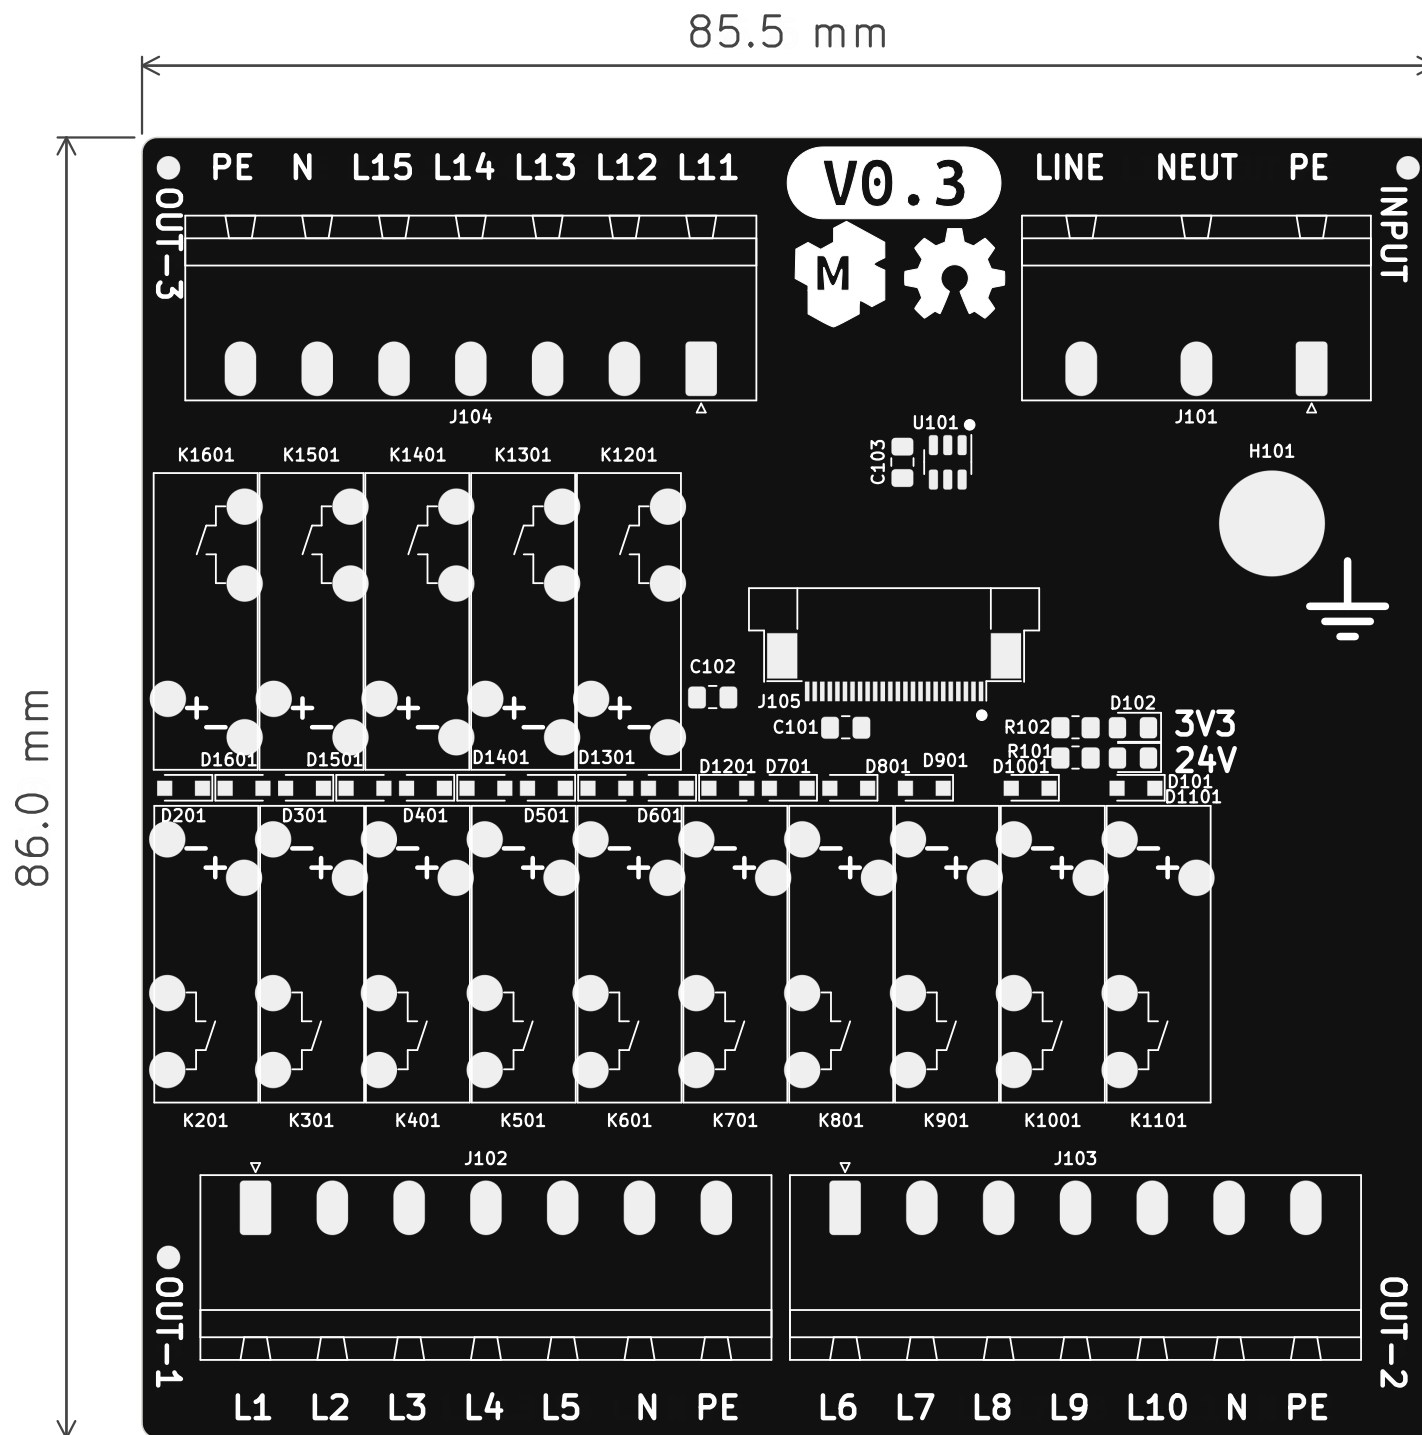 85.5 mm
86.0 mm
PE N L15 L14 L13 L12 L11
V0.3
LINE NEUT PE
OUT-3
INPUT
M
J104
J101
U101
C103
H101
K1601 K1501 K1401 K1301 K1201
C102
J105
C101
D102
R102
3V3
R101
24V
D1601 D1501 D1401 D1301 D1201 D701 D801 D901 D1001 D101
D1101
D201 D301 D401 D501 D601
K201 K301 K401 K501 K601 K701 K801 K901 K1001 K1101
J102
J103
OUT-1
OUT-2
L1 L2 L3 L4 L5 N PE
L6 L7 L8 L9 L10 N PE